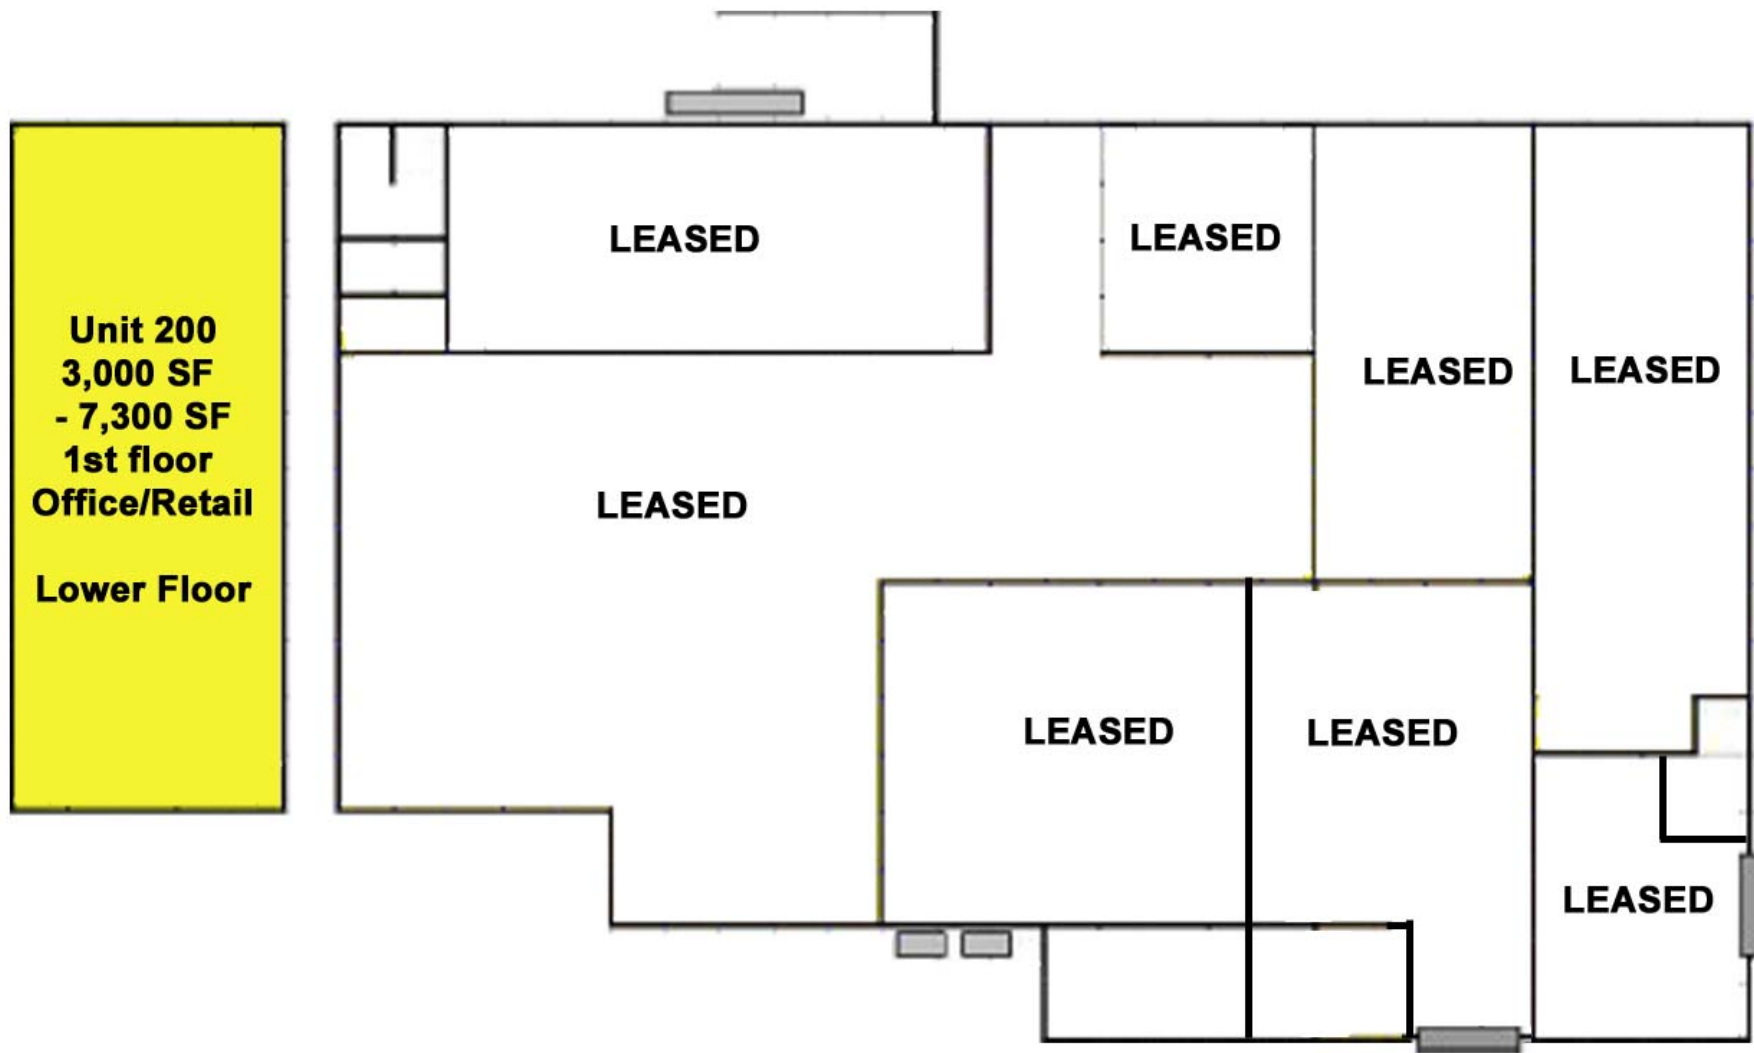 Unit 200
3,000 SF
- 7,300 SF
1st floor
Office/Retail
Lower Floor
LEASED
LEASED
LEASED
LEASED
LEASED
LEASED
LEASED
LEASED